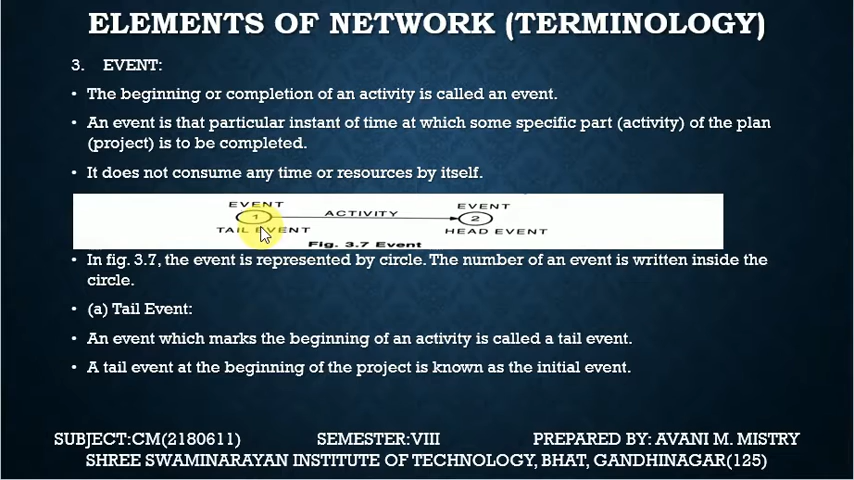 ELEMENTS OF NETWORK (TERMINOLOGY)
3. EVENT:
• The beginning or completion of an activity is called an event.
• An event is that particular instant of time at which some specific part (activity) of the plan
(project) is to be completed.
• It does not consume any time or resources by itself.
EVENT EVENT
1 ACTIVITY 2
TAIL EVENT HEAD EVENT
Fig. 3.7 Event
• In fig. 3.7, the event is represented by circle. The number of an event is written inside the
circle.
• (a) Tail Event:
• An event which marks the beginning of an activity is called a tail event.
• A tail event at the beginning of the project is known as the initial event.
SUBJECT:CM(2180611) SEMESTER:VIII PREPARED BY: AVANI M. MISTRY
SHREE SWAMINARAYAN INSTITUTE OF TECHNOLOGY, BHAT, GANDHINAGAR(125)